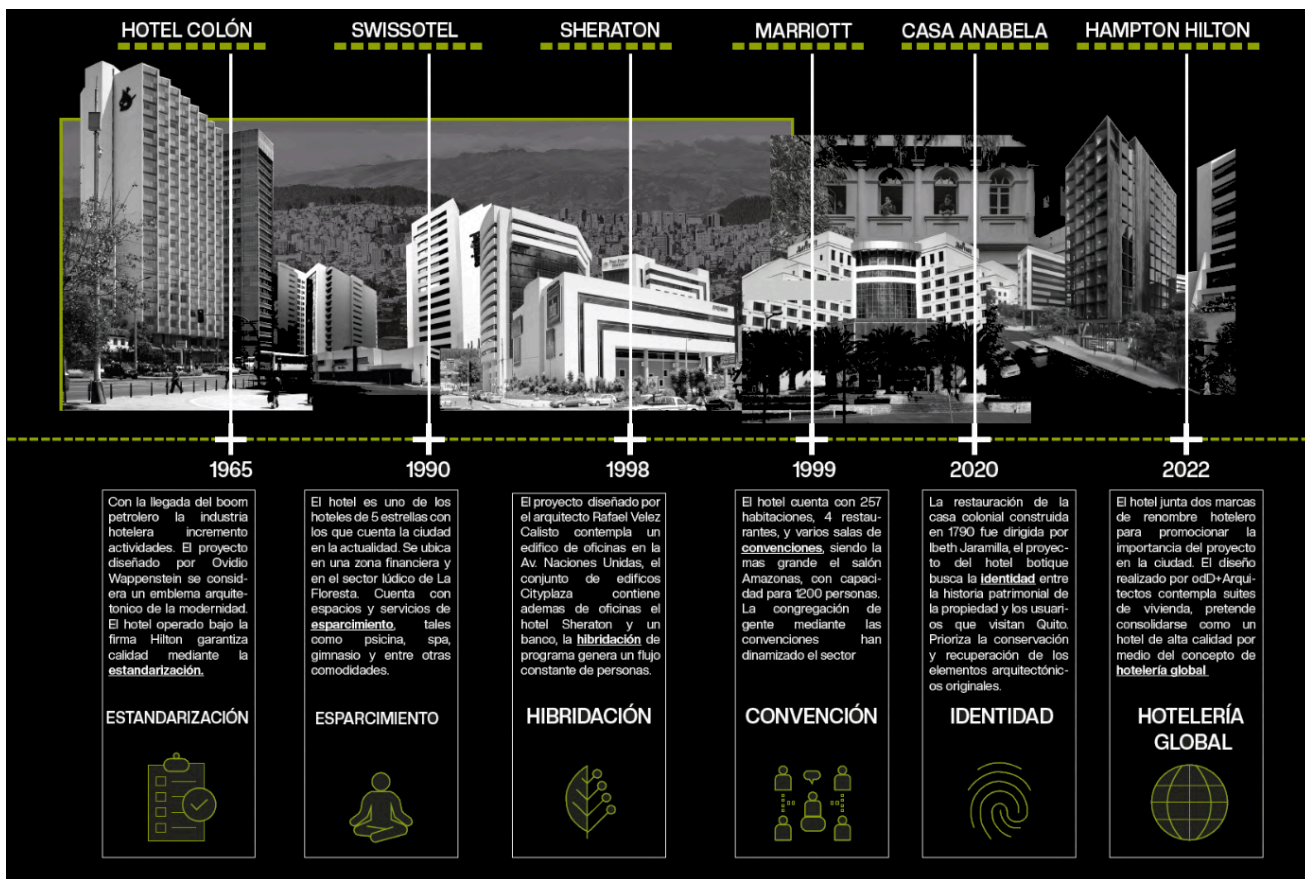 HOTEL COLÓN
SWISSOTEL
SHERATON
MARRIOTT
CASA ANABELA
HAMPTON HILTON
1965
1990
1998
1999
2020
2022
Con la llegada del boom
petrolero la industria
hotelera incremento
actividades. El proyecto
diseñado por Ovidio
Wappenstein se consid-
era un emblema arquite-
tonico de la modernidad.
El hotel operado bajo la
firma Hilton garantiza
calidad mediante la
estandarización.
ESTANDARIZACIÓN
El hotel es uno de los
hoteles de 5 estrellas con
los que cuenta la ciudad
en la actualidad. Se ubica
en una zona financiera y
en el sector lúdico de La
Floresta. Cuenta con
espacios y servicios de
esparcimiento, tales
como psicina, spa,
gimnasio y entre otras
comodidades.
ESPARCIMIENTO
El proyecto diseñado por
el arquitecto Rafael Velez
Calisto contempla un
edifico de oficinas en la
Av. Naciones Unidas, el
conjunto de edificos
Cityplaza contiene
ademas de oficinas el
hotel Sheraton y un
banco, la hibridación de
programa genera un flujo
constante de personas.
HIBRIDACIÓN
El hotel cuenta con 257
habitaciones, 4 restau-
rantes, y varios salas de
convenciones, siendo la
mas grande el salón
Amazonas, con capaci-
dad para 1200 personas.
La congregación de
gente mediante las
convenciones han
dinamizado el sector
CONVENCIÓN
La restauración de la
casa colonial construida
en 1790 fue dirigida por
Ibeth Jaramilla, el proyec-
to del hotel botique
busca la identidad entre
la historia patrimonial de
la propiedad y los usuari-
os que visitan Quito.
Prioriza la conservación
y recuperación de los
elementos arquitectónic-
os originales.
IDENTIDAD
El hotel junta dos marcas
de renombre hotelero
para promocionar la
importancia del proyecto
en la ciudad. El diseño
realizado por odD+Arqui-
tectos contempla suites
de vivienda, pretende
consolidarse como un
hotel de alta calidad por
medio del concepto de
hotelería global
HOTELERÍA
GLOBAL